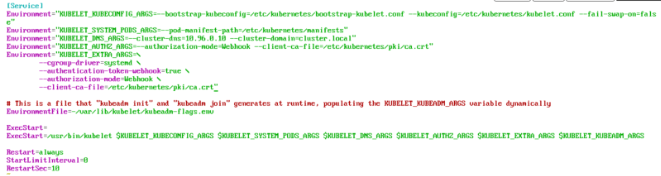 [Service]
Environment="KUBELET_KUBECONFIG_ARGS=--bootstrap-kubeconfig=/etc/kubernetes/bootstrap-kubelet.conf --kubeconfig=/etc/kubernetes/kubelet.conf --fail-swap-on=fals
e"
Environment="KUBELET_SYSTEM_PODS_ARGS=--pod-manifest-path=/etc/kubernetes/manifests"
Environment="KUBELET_DNS_ARGS=--cluster-dns=10.96.0.10 --cluster-domain=cluster.local"
Environment="KUBELET_AUTHZ_ARGS=--authorization-mode=Webhook --client-ca-file=/etc/kubernetes/pki/ca.crt"
Environment="KUBELET_EXTRA_ARGS=\
--cgroup-driver=systemd \
--authentication-token-webhook=true \
--authorization-mode=Webhook \
--client-ca-file=/etc/kubernetes/pki/ca.crt"
# This is a file that "kubeadm init" and "kubeadm join" generates at runtime, populating the KUBELET_KUBEADM_ARGS variable dynamically
EnvironmentFile=-/var/lib/kubelet/kubeadm-flags.env
ExecStart=
ExecStart=/usr/bin/kubelet $KUBELET_KUBECONFIG_ARGS $KUBELET_SYSTEM_PODS_ARGS $KUBELET_DNS_ARGS $KUBELET_AUTHZ_ARGS $KUBELET_EXTRA_ARGS $KUBELET_KUBEADM_ARGS
Restart=always
StartLimitInterval=0
RestartSec=10